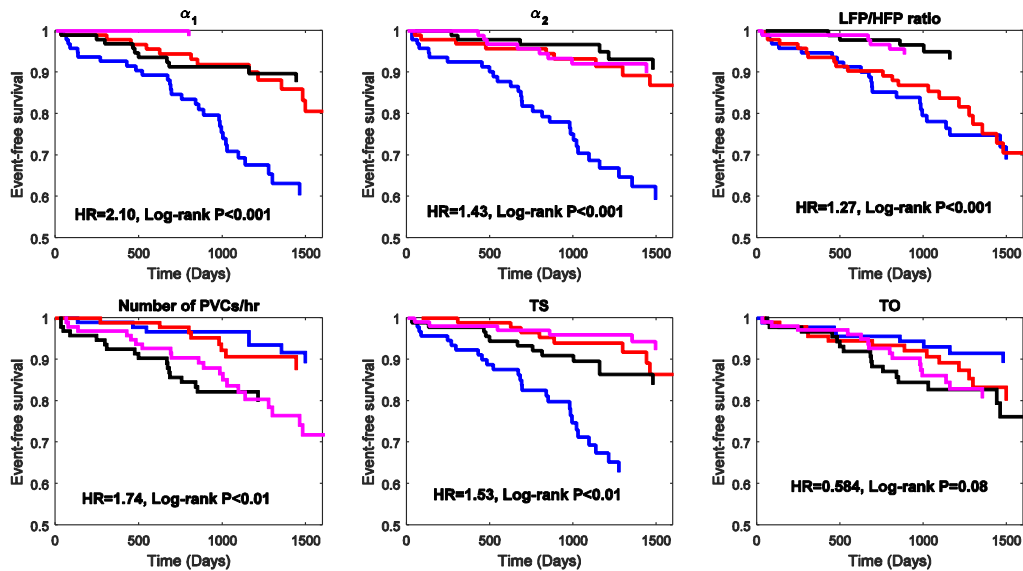 α1
1
0.9
0.8
0.7
0.6
0.5
Event-free survival
HR=2.10, Log-rank P<0.001
0 500 1000 1500
Time (Days)
α2
1
0.9
0.8
0.7
0.6
0.5
Event-free survival
HR=1.43, Log-rank P<0.001
0 500 1000 1500
Time (Days)
LFP/HFP ratio
1
0.9
0.8
0.7
0.6
0.5
Event-free survival
HR=1.27, Log-rank P<0.001
0 500 1000 1500
Time (Days)
Number of PVCs/hr
1
0.9
0.8
0.7
0.6
0.5
Event-free survival
HR=1.74, Log-rank P<0.01
0 500 1000 1500
Time (Days)
TS
1
0.9
0.8
0.7
0.6
0.5
Event-free survival
HR=1.53, Log-rank P<0.01
0 500 1000 1500
Time (Days)
TO
1
0.9
0.8
0.7
0.6
0.5
Event-free survival
HR=0.584, Log-rank P=0.08
0 500 1000 1500
Time (Days)